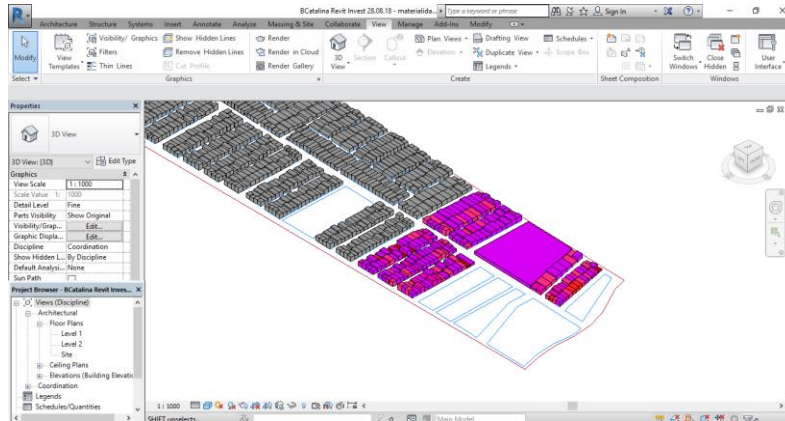 BCatalina Revit Invest 28.08.18 - materialida...
Type a keyword or phrase
Sign In
Architecture Structure Systems Insert Annotate Analyze Massing & Site Collaborate View Manage Add-Ins Modify
Modify
View Templates
Visibility/ Graphics
Filters
Thin Lines
Show Hidden Lines
Remove Hidden Lines
Cut Profile
Render
Render in Cloud
Render Gallery
3D View
Section
Callout
Plan Views
Elevation
Drafting View
Duplicate View
Legends
Schedules
Scope Box
Switch Windows
Close Hidden
User Interface
Select
Graphics
Create
Sheet Composition
Windows
Properties
3D View
3D View: {3D}
Edit Type
Graphics
View Scale 1 : 1000
Scale Value 1: 1000
Detail Level Fine
Parts Visibility Show Original
Visibility/Grap... Edit...
Graphic Displa... Edit...
Discipline Coordination
Show Hidden L... By Discipline
Default Analysi... None
Sun Path
Project Browser - BCatalina Revit Inves...
Views (Discipline)
Architectural
Floor Plans
Level 1
Level 2
Site
Ceiling Plans
Elevations (Building Elevatio
Coordination
Legends
Schedules/Quantities
1 : 1000
SHIFT unselects.
Main Model